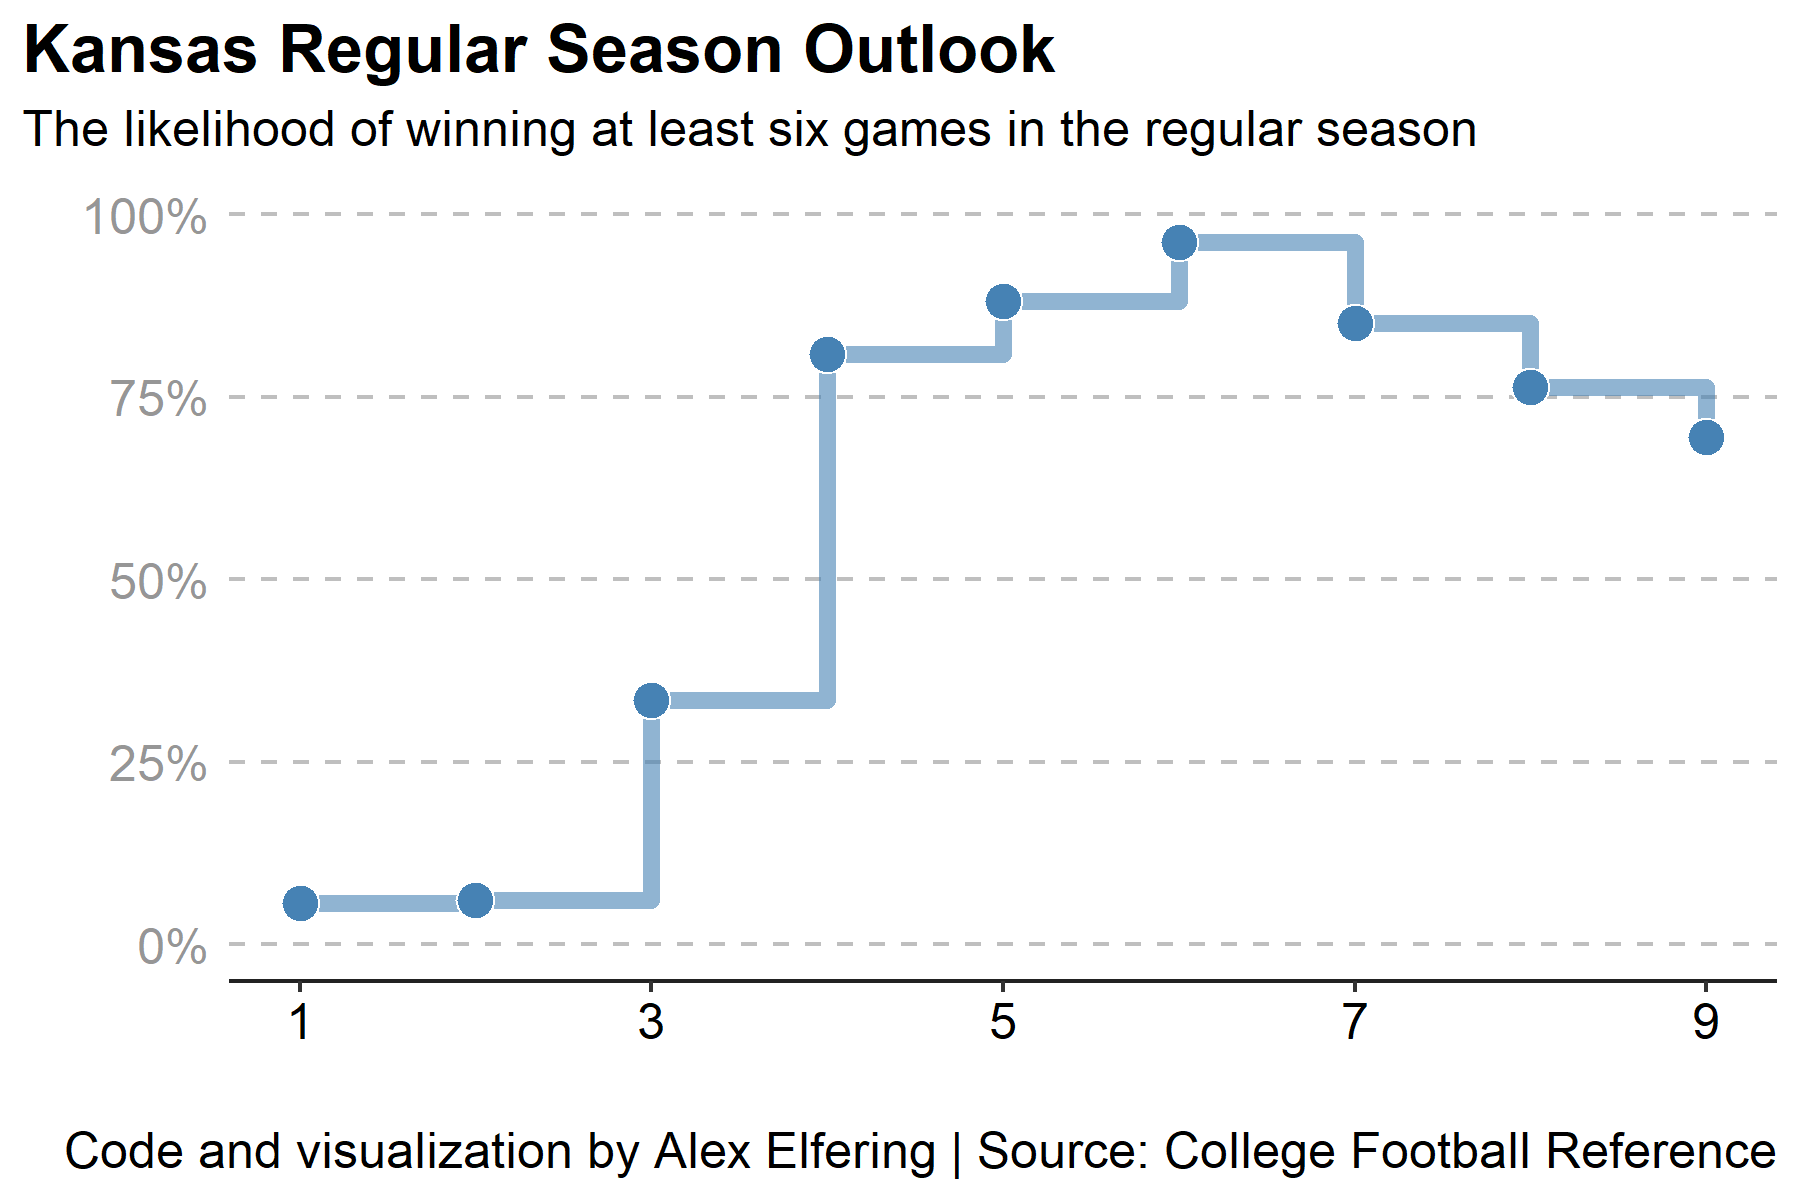 Kansas Regular Season Outlook
The likelihood of winning at least six games in the regular season
100%
75%
50%
25%
0%
1 3 5 7 9
Code and visualization by Alex Elfering | Source: College Football Reference